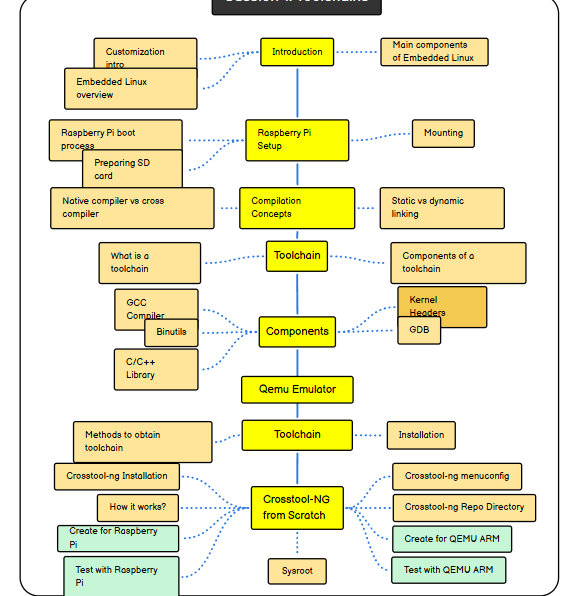 Customization
intro
Introduction
Main components
of Embedded Linux
Embedded Linux
overview
Raspberry Pi boot
process
Raspberry Pi
Setup
Mounting
Preparing SD
card
Native compiler vs cross
compiler
Compilation
Concepts
Static vs dynamic
linking
What is a
toolchain
Toolchain
Components of a
toolchain
GCC
Compiler
Binutils
C/C++
Library
Components
Kernel
Headers
GDB
Qemu Emulator
Methods to obtain
toolchain
Toolchain
Installation
Crosstool-ng Installation
How it works?
Create for Raspberry
Pi
Test with Raspberry
Pi
Crosstool-NG
from Scratch
Sysroot
Crosstool-ng menuconfig
Crosstool-ng Repo Directory
Create for QEMU ARM
Test with QEMU ARM